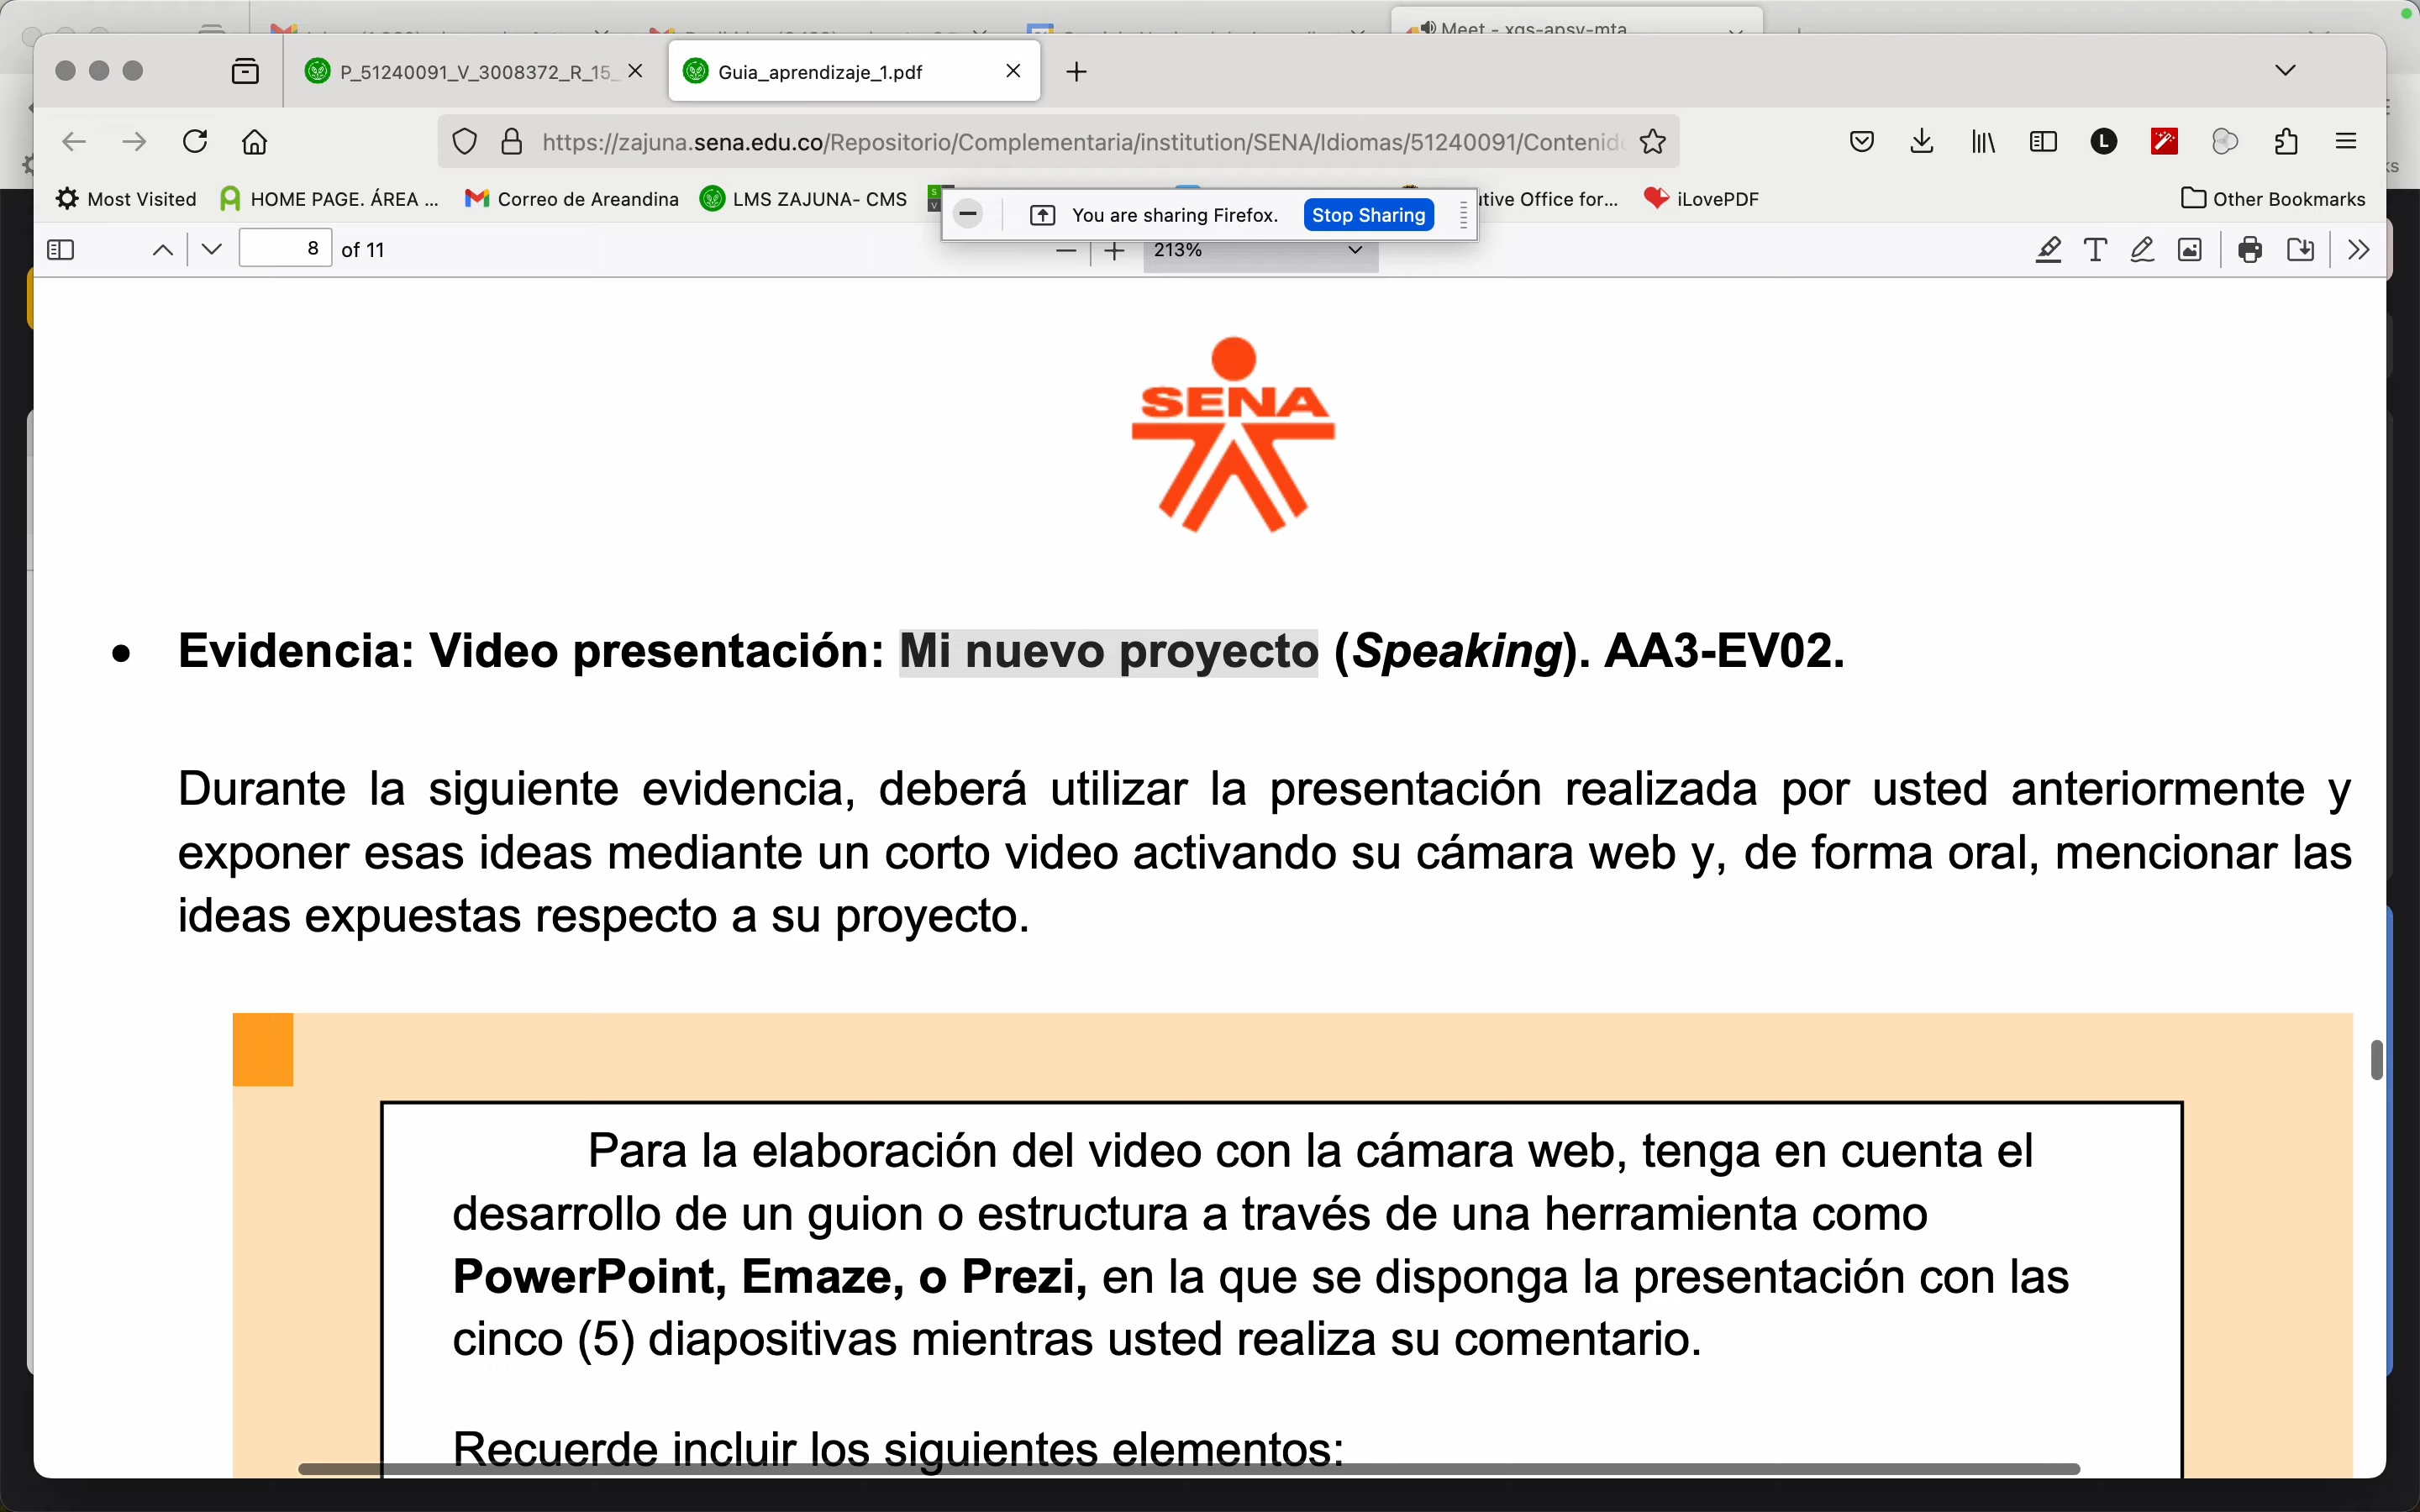 Meet - xgs-apsv-mta
P_51240091_V_3008372_R_15_
Guia_aprendizaje_1.pdf
https://zajuna.sena.edu.co/Repositorio/Complementaria/institution/SENA/Idiomas/51240091/Contenido
L
Most Visited
HOME PAGE. ÁREA ...
Correo de Areandina
LMS ZAJUNA- CMS
utive Office for...
iLovePDF
Other Bookmarks
You are sharing Firefox.
Stop Sharing
8 of 11
213%
SENA
• Evidencia: Video presentación: Mi nuevo proyecto (Speaking). AA3-EV02.
Durante la siguiente evidencia, deberá utilizar la presentación realizada por usted anteriormente y
exponer esas ideas mediante un corto video activando su cámara web y, de forma oral, mencionar las
ideas expuestas respecto a su proyecto.
Para la elaboración del video con la cámara web, tenga en cuenta el
desarrollo de un guion o estructura a través de una herramienta como
PowerPoint, Emaze, o Prezi, en la que se disponga la presentación con las
cinco (5) diapositivas mientras usted realiza su comentario.
Recuerde incluir los siguientes elementos: